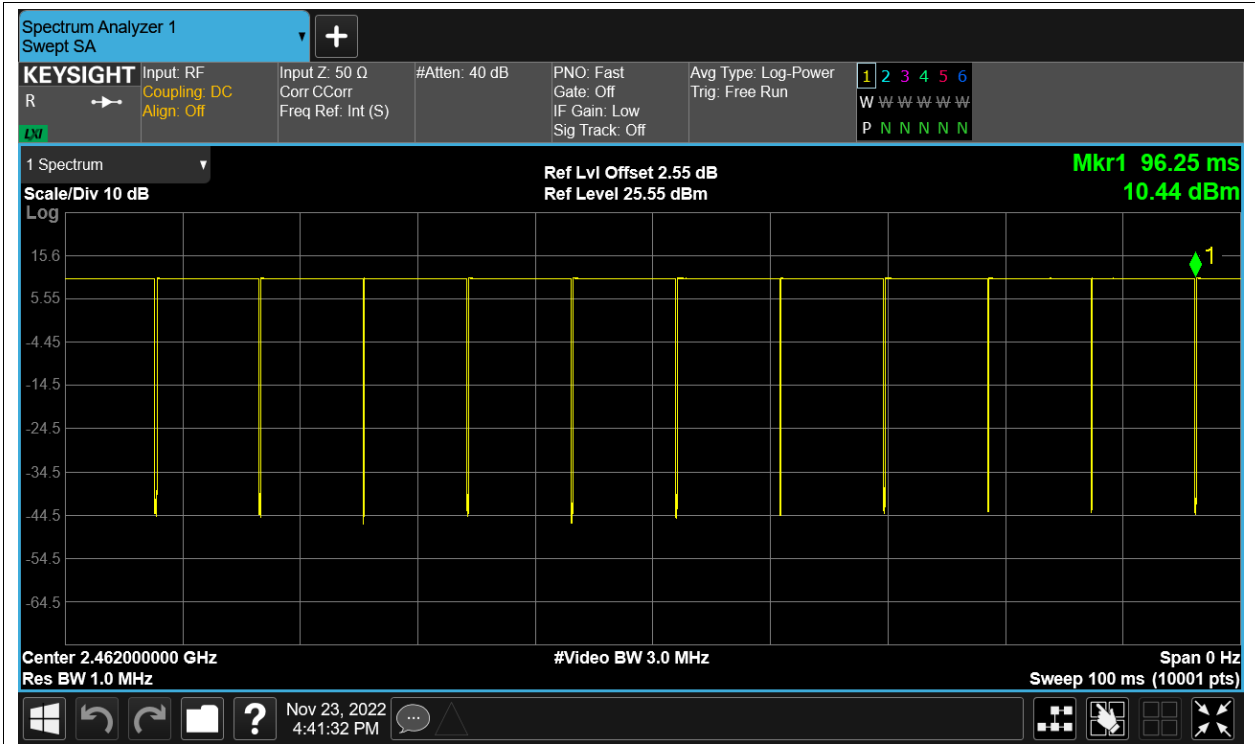 Spectrum Analyzer 1
Swept SA
KEYSIGHT
R
LXI
Input: RF
Coupling: DC
Align: Off
Input Z: 50 Ω
Corr CCorr
Freq Ref: Int (S)
#Atten: 40 dB
PNO: Fast
Gate: Off
IF Gain: Low
Sig Track: Off
Avg Type: Log-Power
Trig: Free Run
1 2 3 4 5 6
W W W W W W
P N N N N N
1 Spectrum
Scale/Div 10 dB
Ref Lvl Offset 2.55 dB
Ref Level 25.55 dBm
Mkr1 96.25 ms
10.44 dBm
Log
1
15.6
5.55
-4.45
-14.5
-24.5
-34.5
-44.5
-54.5
-64.5
Center 2.462000000 GHz
#Video BW 3.0 MHz
Span 0 Hz
Res BW 1.0 MHz
Sweep 100 ms (10001 pts)
?
Nov 23, 2022
4:41:32 PM